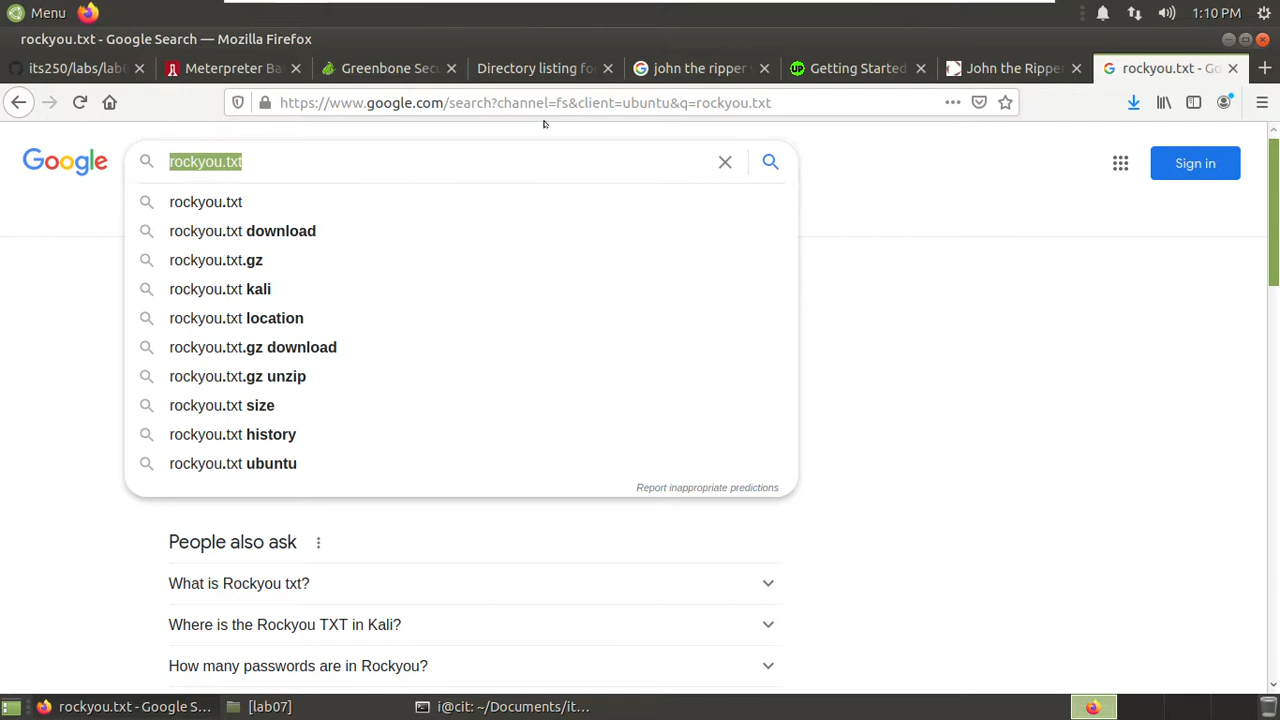 Menu
1:10 PM
rockyou.txt - Google Search — Mozilla Firefox
its250/labs/lab
Meterpreter Ba
Greenbone Sec
Directory listing fo
john the ripper
Getting Started
John the Ripper
rockyou.txt - Go
https://www.google.com/search?channel=fs&client=ubuntu&q=rockyou.txt
Google
rockyou.txt
Sign in
rockyou.txt
rockyou.txt download
rockyou.txt.gz
rockyou.txt kali
rockyou.txt location
rockyou.txt.gz download
rockyou.txt.gz unzip
rockyou.txt size
rockyou.txt history
rockyou.txt ubuntu
Report inappropriate predictions
People also ask
What is Rockyou txt?
Where is the Rockyou TXT in Kali?
How many passwords are in Rockyou?
rockyou.txt - Google S...
[lab07]
i@cit: ~/Documents/it...